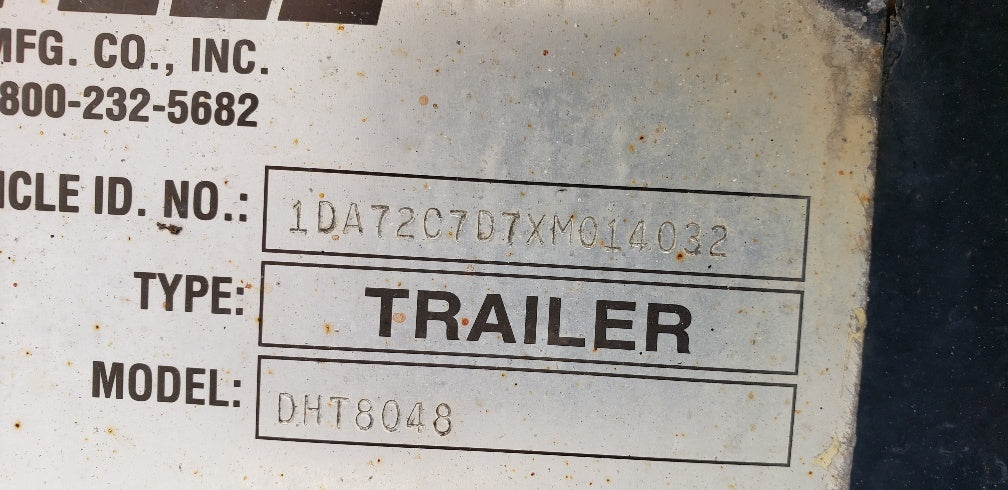 MFG. CO., INC.
800-232-5682
ICLE ID. NO.: 1DA72C7D7XM014032
TYPE: TRAILER
MODEL: DHT8048